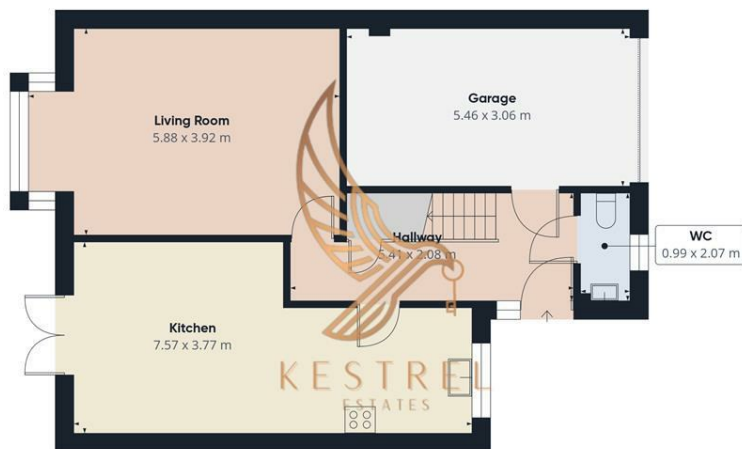 Living Room
5.88 x 3.92 m
Garage
5.46 x 3.06 m
Hallway
5.41 x 2.08 m
WC
0.99 x 2.07 m
Kitchen
7.57 x 3.77 m
KESTREL
ESTATES